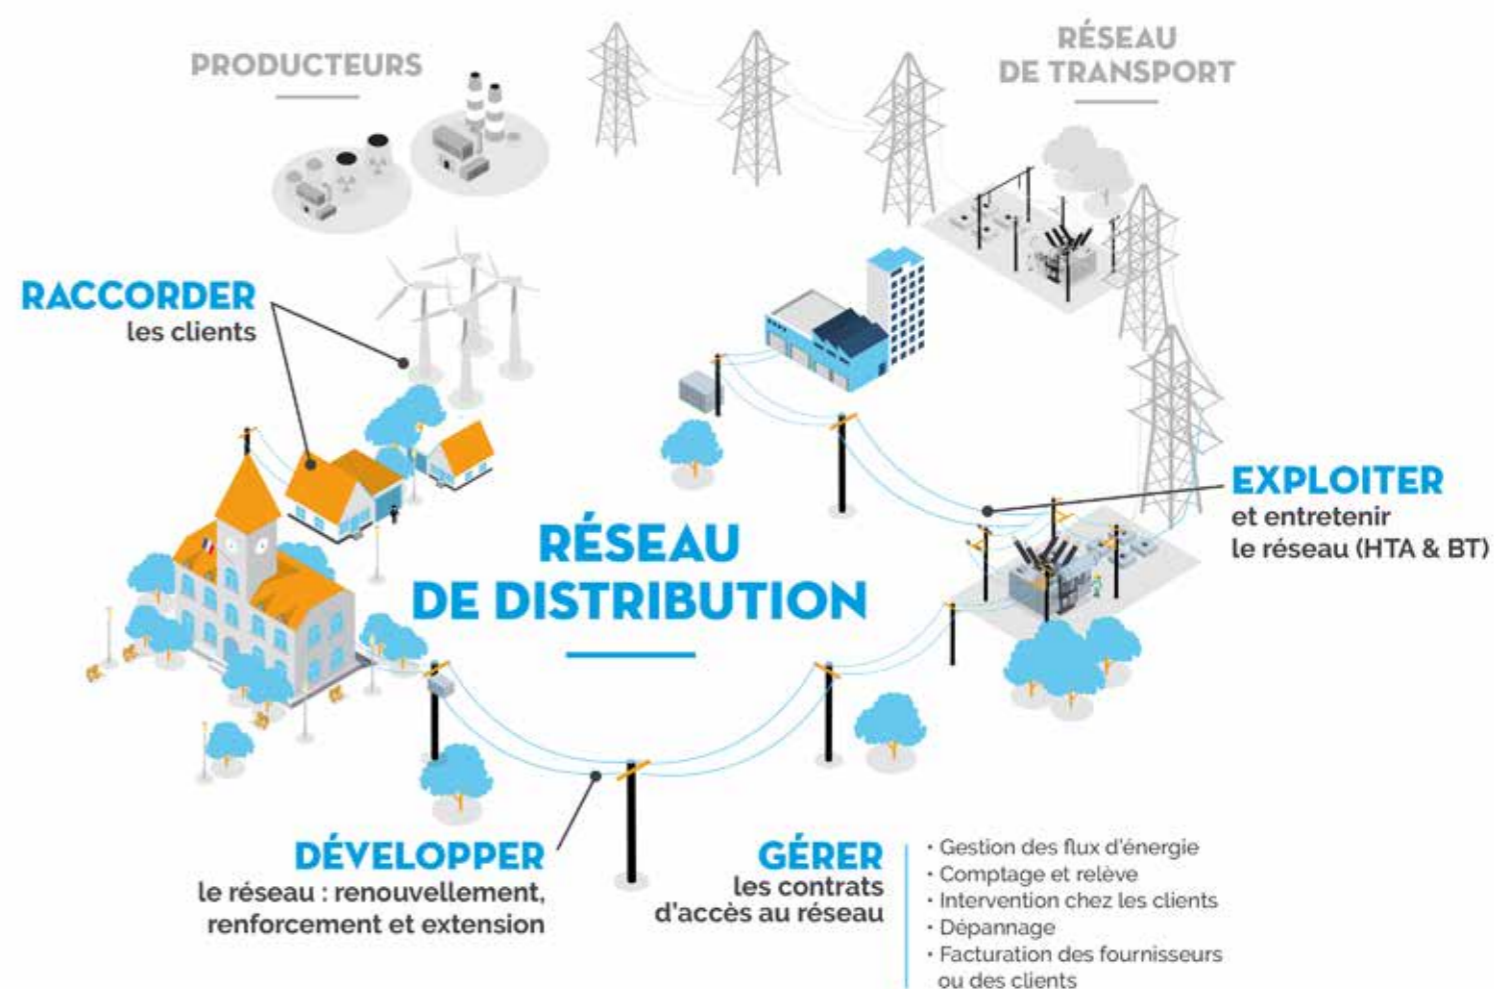 PRODUCTEURS
RÉSEAU
DE TRANSPORT
RACCORDER
les clients
EXPLOITER
et entretenir
le réseau (HTA & BT)
RÉSEAU
DE DISTRIBUTION
DÉVELOPPER
le réseau : renouvellement,
renforcement et extension
GÉRER
les contrats
d'accès au réseau
• Gestion des flux d'énergie
• Comptage et relève
• Intervention chez les clients
• Dépannage
• Facturation des fournisseurs
ou des clients